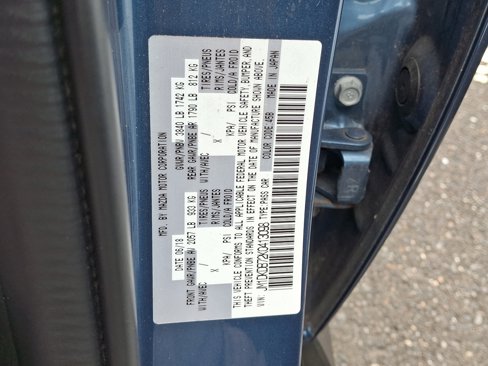 MFD. BY MAZDA MOTOR CORPORATION
DATE 06/18 GVWR/PNBV 3840 LB 1742 KG
FRONT GAWR/PNBE AV 2057 LB 933 KG REAR GAWR/PNBE AR 1790 LB 812 KG
WITH/AVEC TIRES/PNEUS WITH/AVEC TIRES/PNEUS
/ X RIMS/JANTES / X RIMS/JANTES
KPA/ PSI COLD/A FROID KPA/ PSI COLD/A FROID
THIS VEHICLE CONFORMS TO ALL APPLICABLE FEDERAL MOTOR VEHICLE SAFETY, BUMPER, AND
THEFT PREVENTION STANDARDS IN EFFECT ON THE DATE OF MANUFACTURE SHOWN ABOVE.
VIN: TYPE: PASS CAR COLOR CODE 45B MADE IN JAPAN